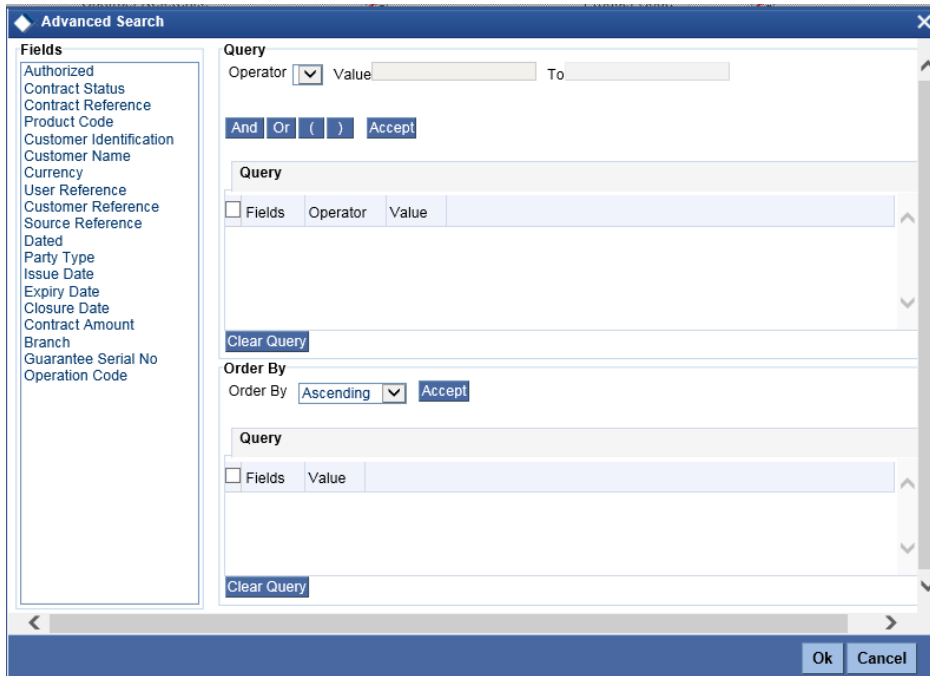 Advanced Search
Fields
Authorized
Contract Status
Contract Reference
Product Code
Customer Identification
Customer Name
Currency
User Reference
Customer Reference
Source Reference
Dated
Party Type
Issue Date
Expiry Date
Closure Date
Contract Amount
Branch
Guarantee Serial No
Operation Code
Query
Operator Value To
And Or ( ) Accept
Query
Fields Operator Value
Clear Query
Order By
Order By Ascending Accept
Query
Fields Value
Clear Query
Ok Cancel